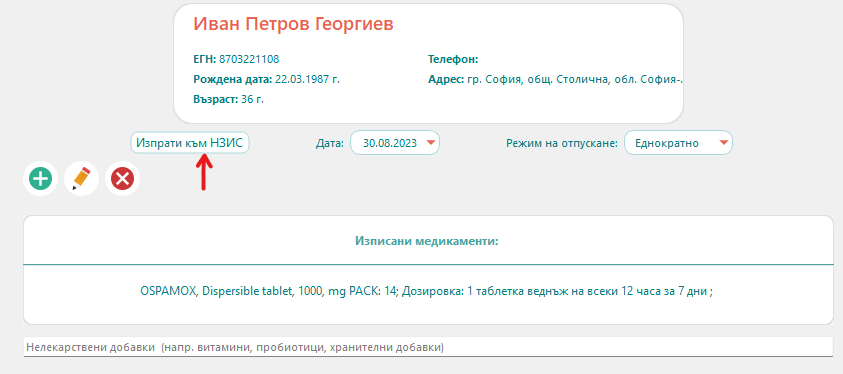 Иван Петров Георгиев
ЕГН: 8703221108
Телефон:
Рождена дата: 22.03.1987 г.
Адрес: гр. София, общ. Столична, обл. София-.
Възраст: 36 г.
Изпрати към НЗИС
Дата: 30.08.2023
Режим на отпускане: Еднократно
Изписани медикаменти:
OSPAMOX, Dispersible tablet, 1000, mg PACK: 14; Дозировка: 1 таблетка веднъж на всеки 12 часа за 7 дни ;
Нелекарствени добавки (напр. витамини, пробиотици, хранителни добавки)